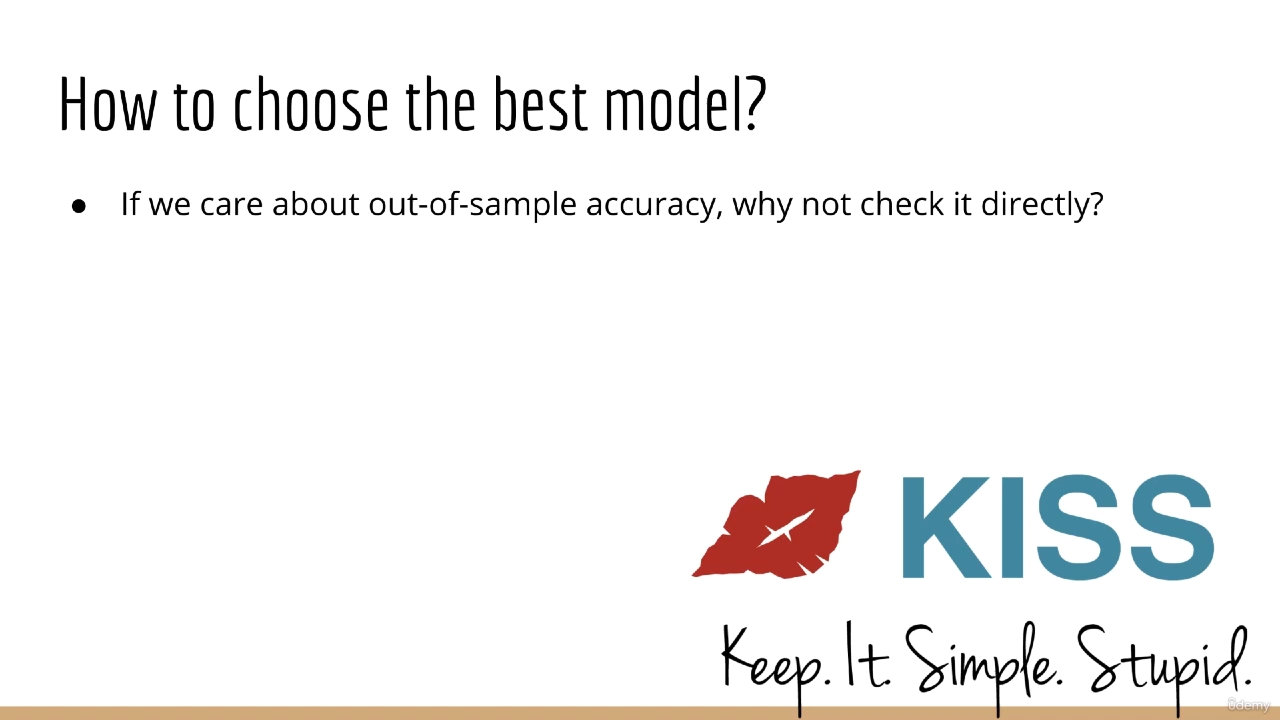 How to choose the best model?
● If we care about out-of-sample accuracy, why not check it directly?
KISS
Keep. It. Simple. Stupid.
ûdemy